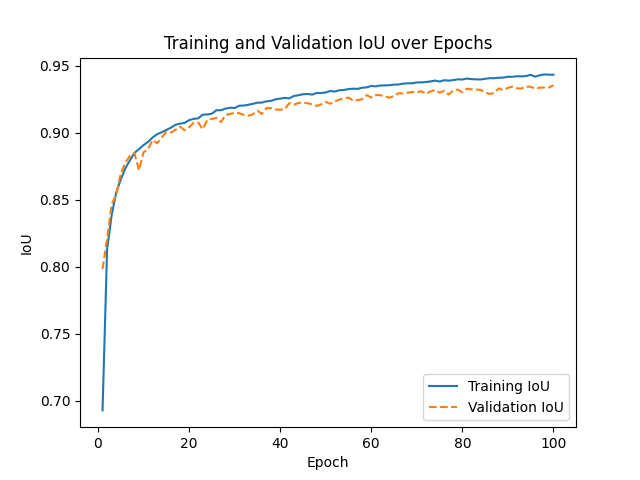 Training and Validation IoU over Epochs
0.95
0.90
0.85
0.80
0.75
0.70
IoU
0
20
40
60
80
100
Epoch
Training IoU
Validation IoU